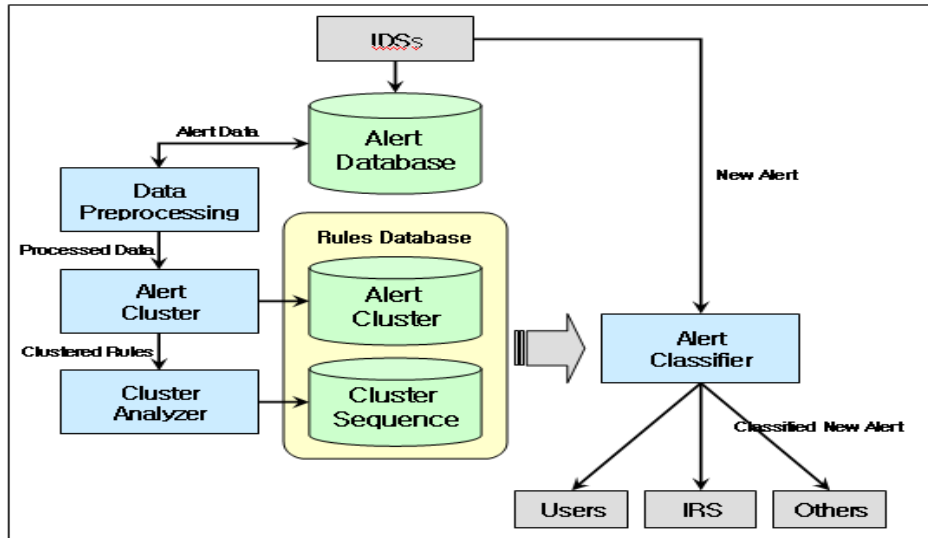 IDSs
Alert Data
Alert
Database
New Alert
Data
Preprocessing
Rules Database
Processed Data
Alert
Cluster
Alert
Cluster
Alert
Classifier
Clustered Rules
Cluster
Analyzer
Cluster
Sequence
Classified New Alert
Users
IRS
Others